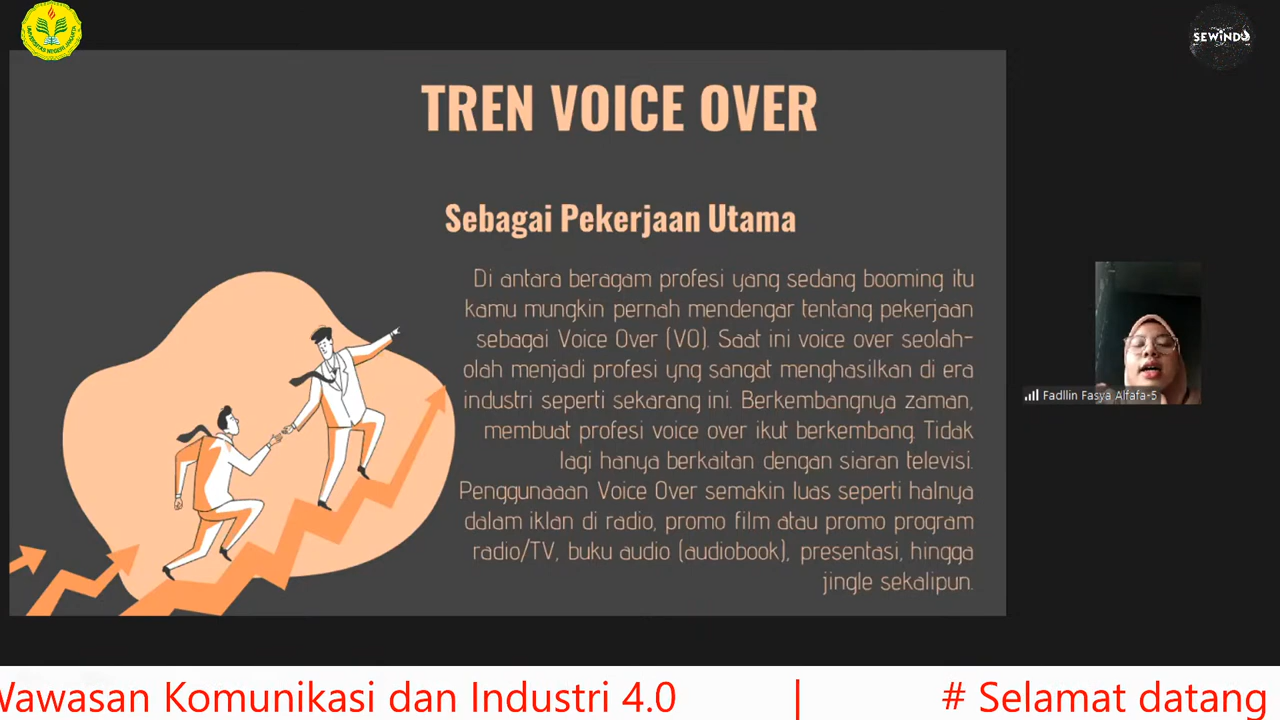 UNIVERSITAS NEGERI JAKARTA
SEWINDU
TREN VOICE OVER
Sebagai Pekerjaan Utama
Di antara beragam profesi yang sedang booming itu
kamu mungkin pernah mendengar tentang pekerjaan
sebagai Voice Over (VO). Saat ini voice over seolah-
olah menjadi profesi yng sangat menghasilkan di era
industri seperti sekarang ini. Berkembangnya zaman,
membuat profesi voice over ikut berkembang. Tidak
lagi hanya berkaitan dengan siaran televisi.
Penggunaaan Voice Over semakin luas seperti halnya
dalam iklan di radio, promo film atau promo program
radio/TV, buku audio (audiobook), presentasi, hingga
jingle sekalipun.
Fadllin Fasya Alfafa-5
Wawasan Komunikasi dan Industri 4.0 | # Selamat datang